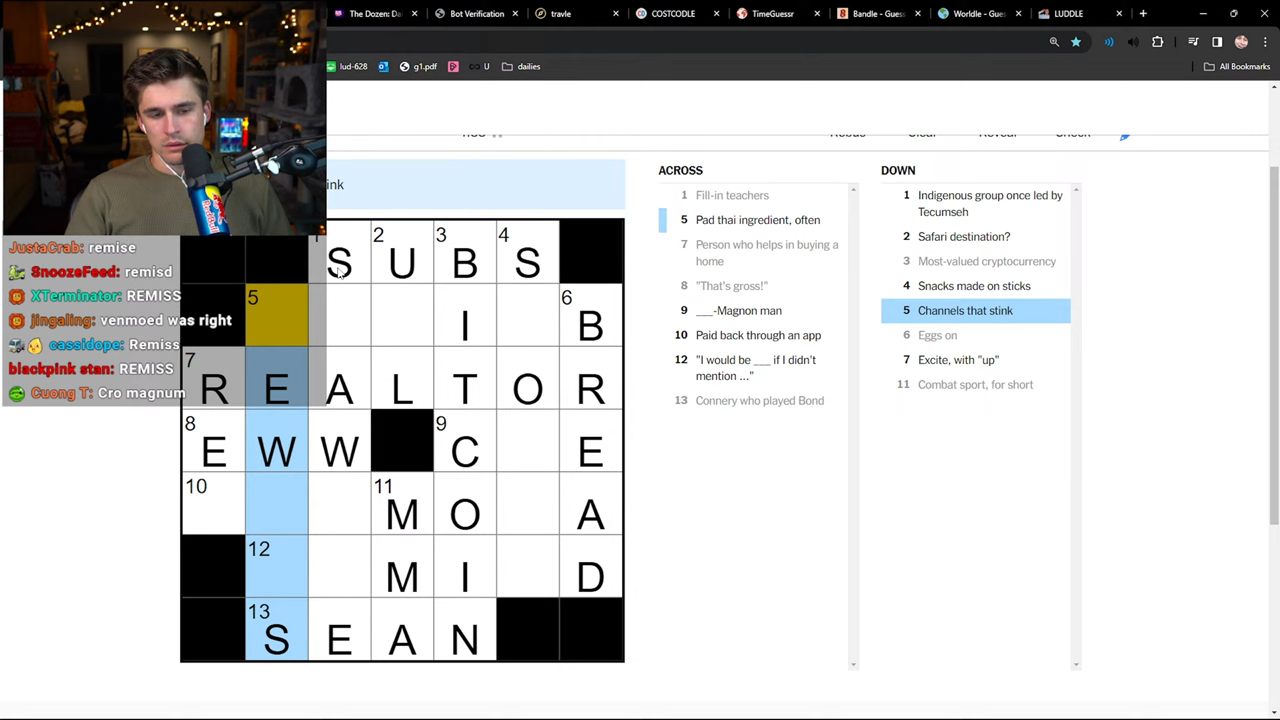 The Dozen: Da
Bot Verification
travle
COSTCODLE
TimeGuessr
Bandle - Gues
Worldle - Gue
LUDDLE
lud-628
g1.pdf
U
dailies
All Bookmarks
ink
ACROSS
1 Fill-in teachers
5 Pad thai ingredient, often
7 Person who helps in buying a
home
8 "That's gross!"
9 ___-Magnon man
10 Paid back through an app
12 "I would be ___ if I didn't
mention ..."
13 Connery who played Bond
DOWN
1 Indigenous group once led by
Tecumseh
2 Safari destination?
3 Most-valued cryptocurrency
4 Snacks made on sticks
5 Channels that stink
6 Eggs on
7 Excite, with "up"
11 Combat sport, for short
JustaCrab: remise
SnoozeFeed: remisd
XTerminator: REMISS
jingaling: venmoed was right
cassidope: Remiss
blackpink stan: REMISS
Cuong T: Cro magnum
1 2 3 4
S U B S
5 6
I B
7
R E A L T O R
8 9
E W W C E
10 11
M O A
12
M I D
13
S E A N
RedBull